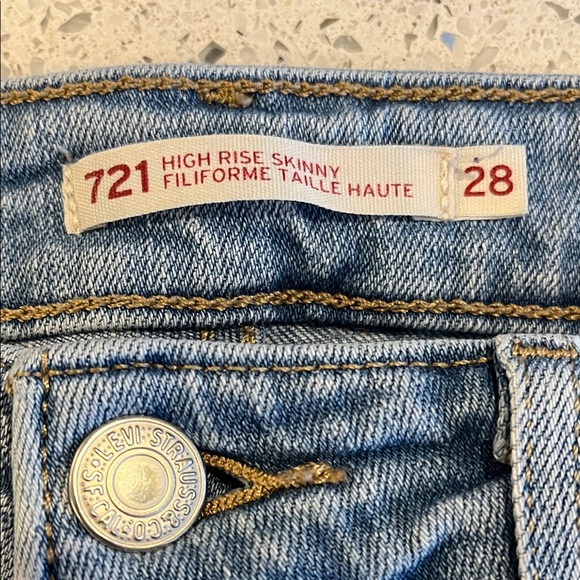 721 HIGH RISE SKINNY
FILIFORME TAILLE HAUTE
28
LEVI STRAUSS & CO. S.F. CAL.